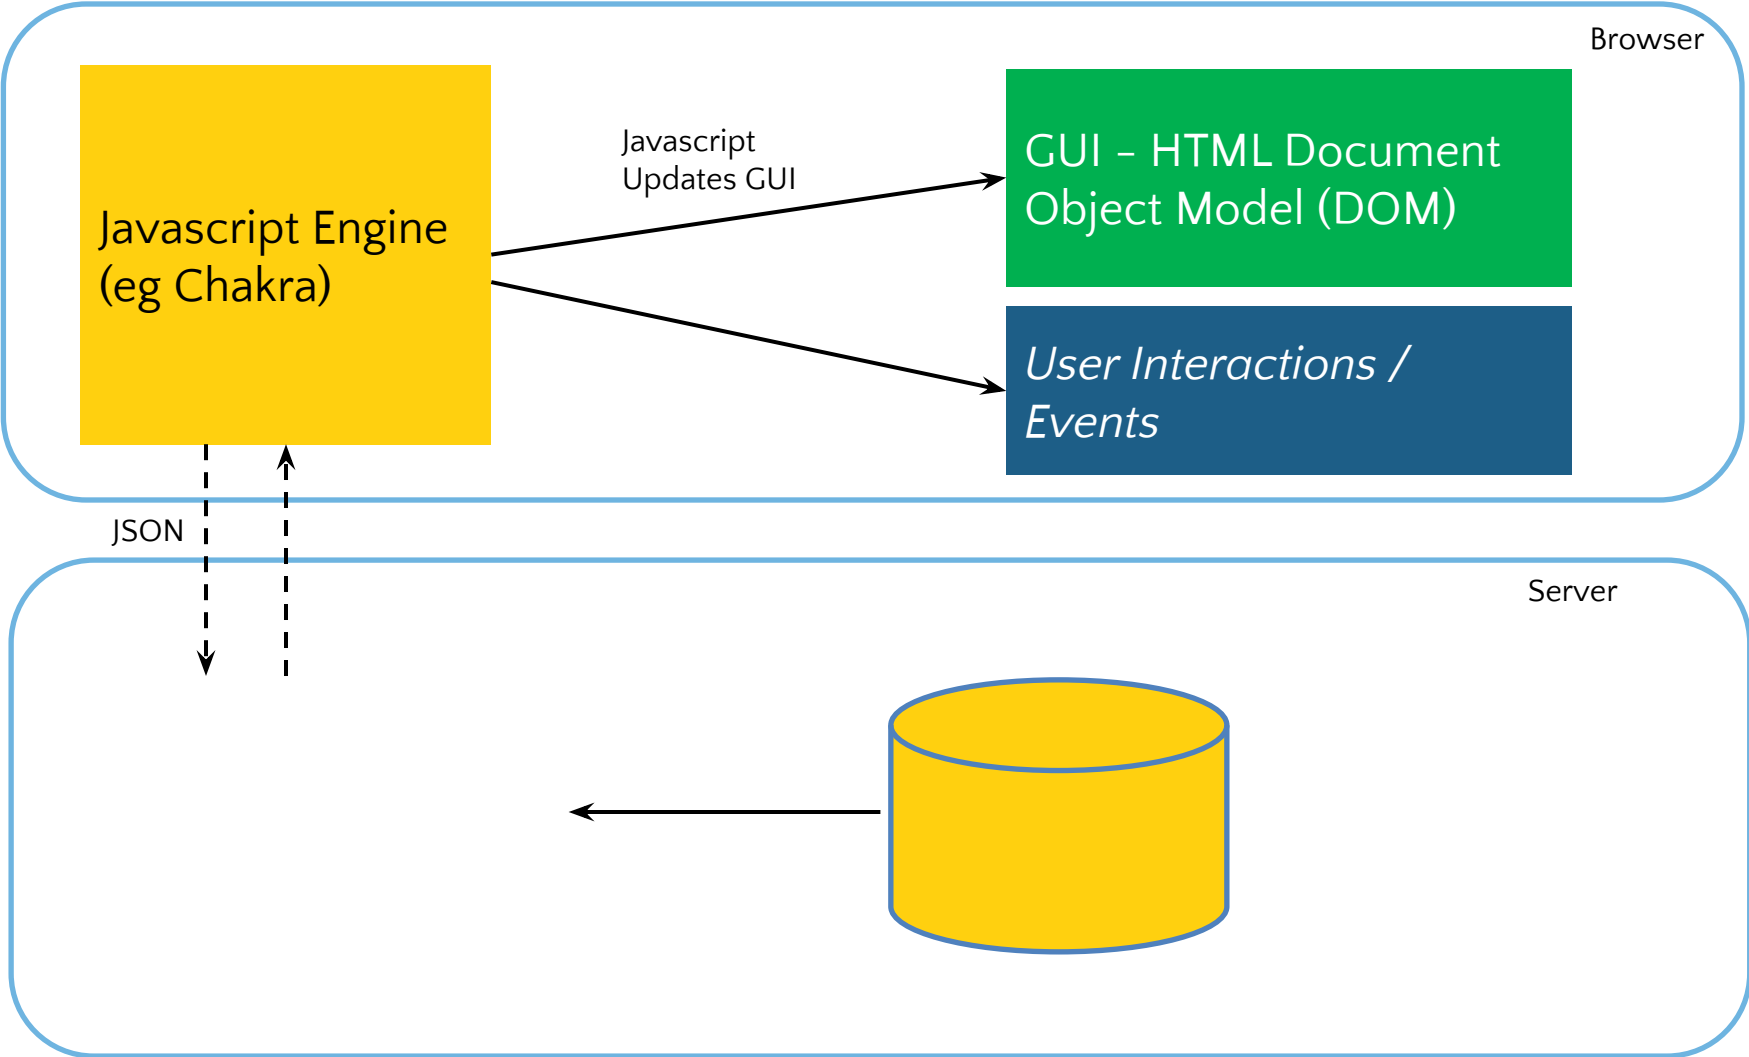 Browser
Javascript
Updates GUI
GUI - HTML Document
Object Model (DOM)
Javascript Engine
(eg Chakra)
User Interactions /
Events
JSON
Server